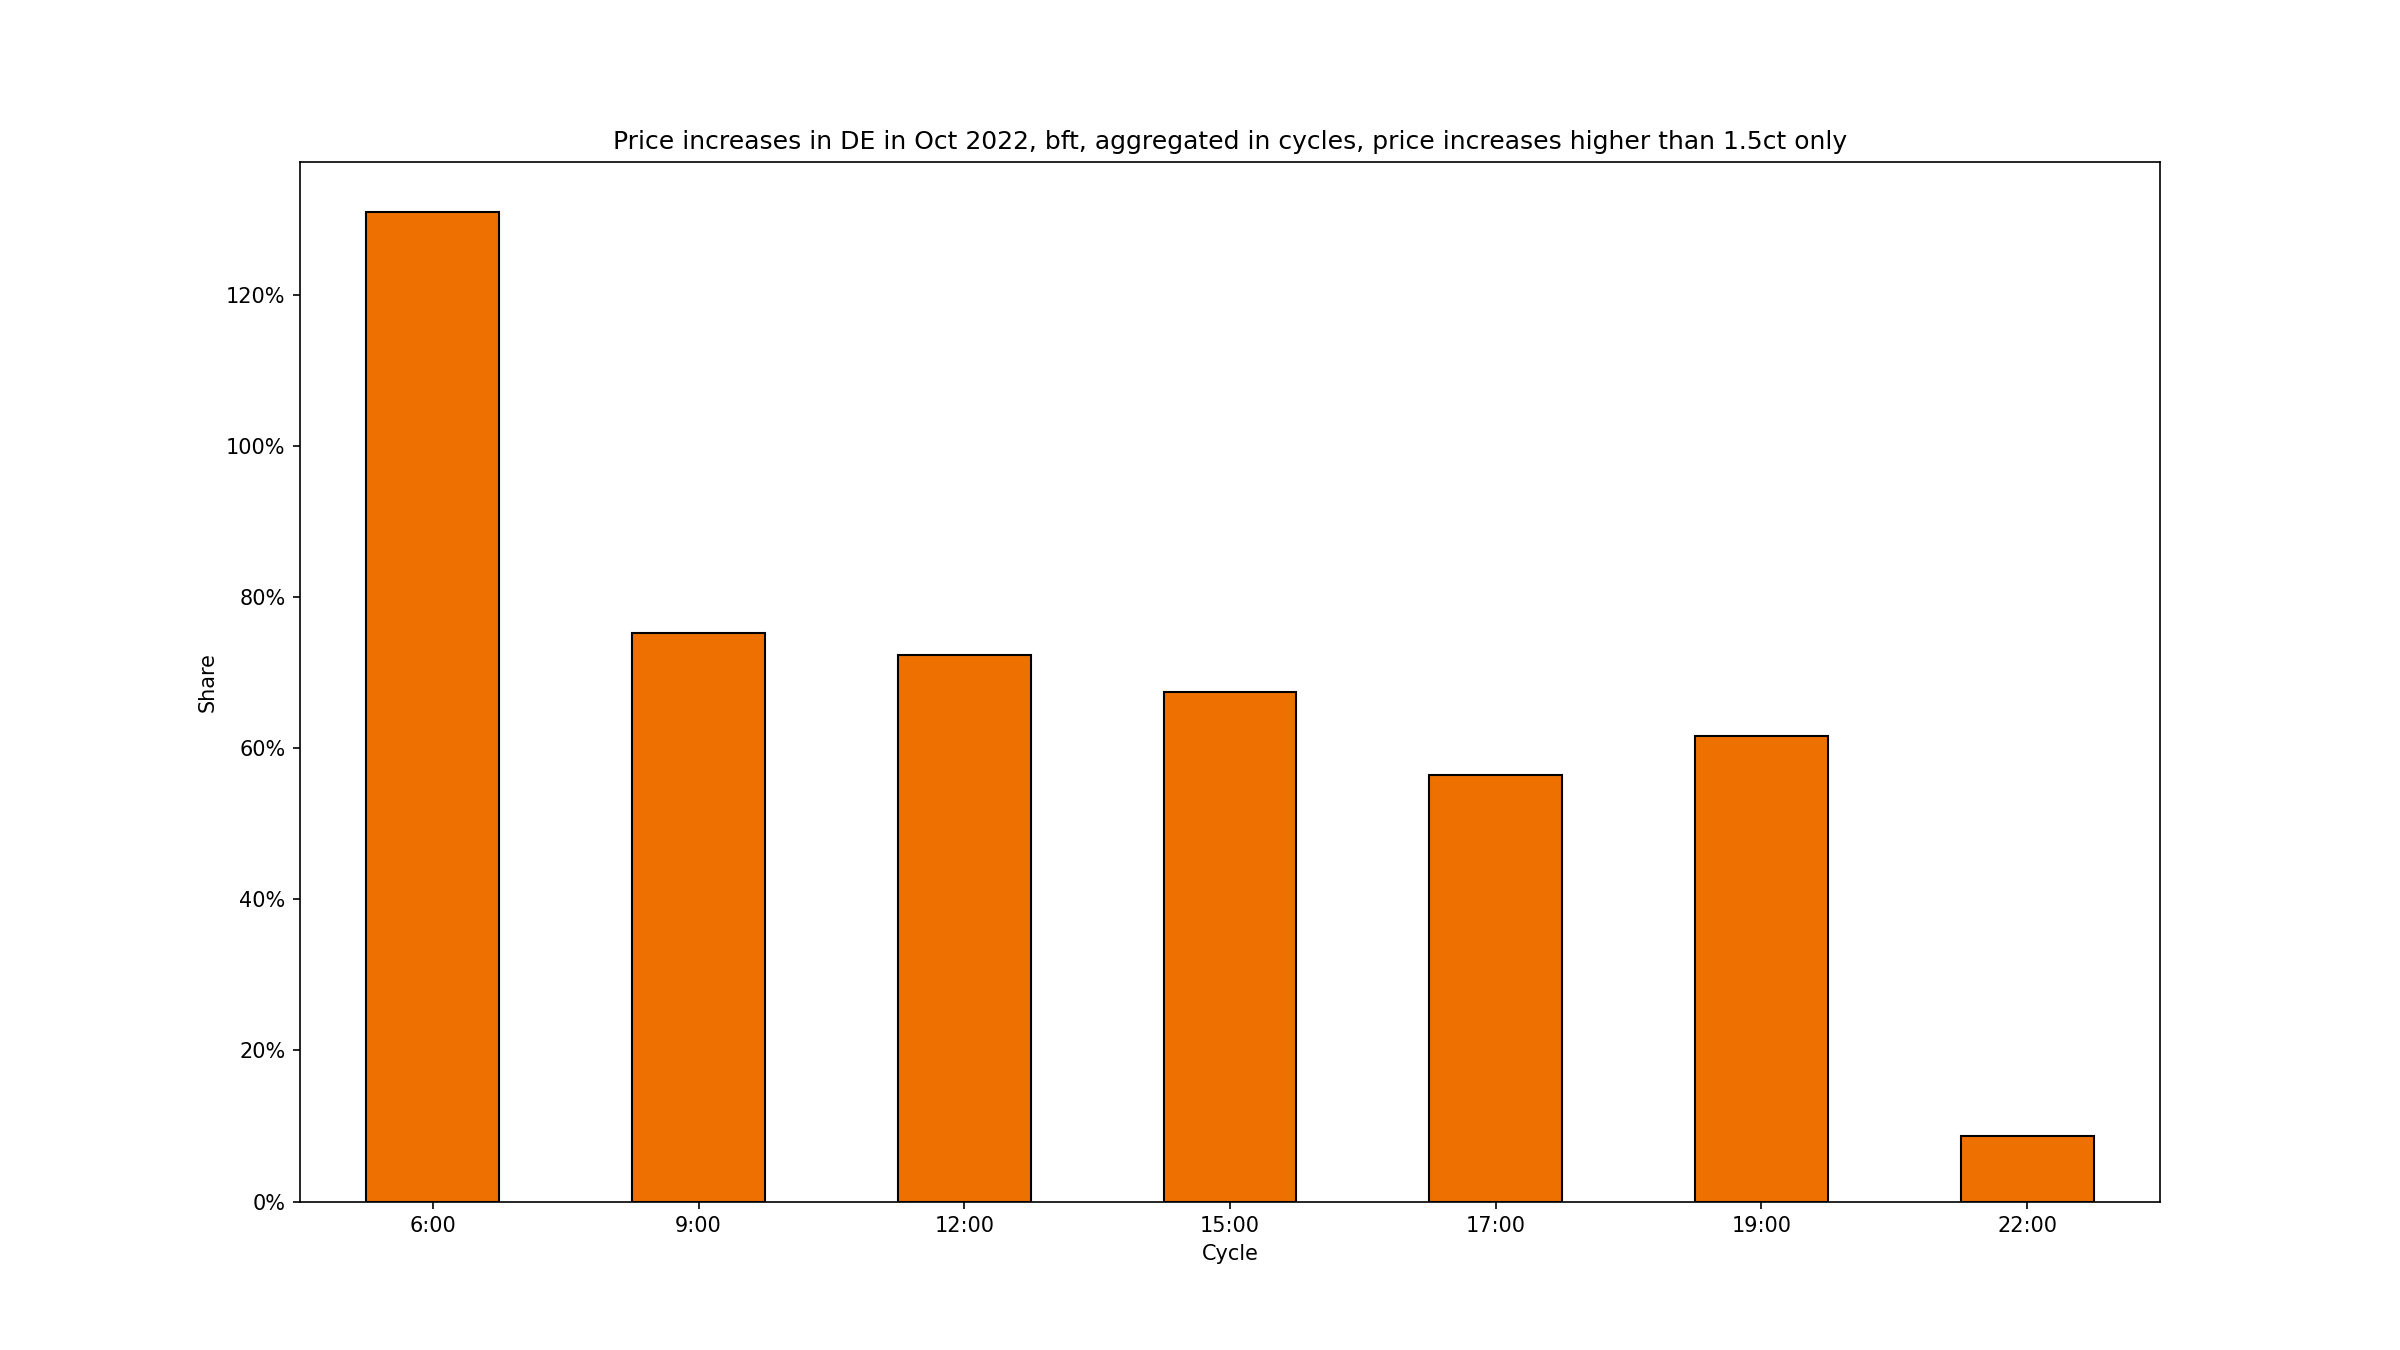 Price increases in DE in Oct 2022, bft, aggregated in cycles, price increases higher than 1.5ct only
120%
100%
80%
60%
40%
20%
0%
Share
6:00 9:00 12:00 15:00 17:00 19:00 22:00
Cycle